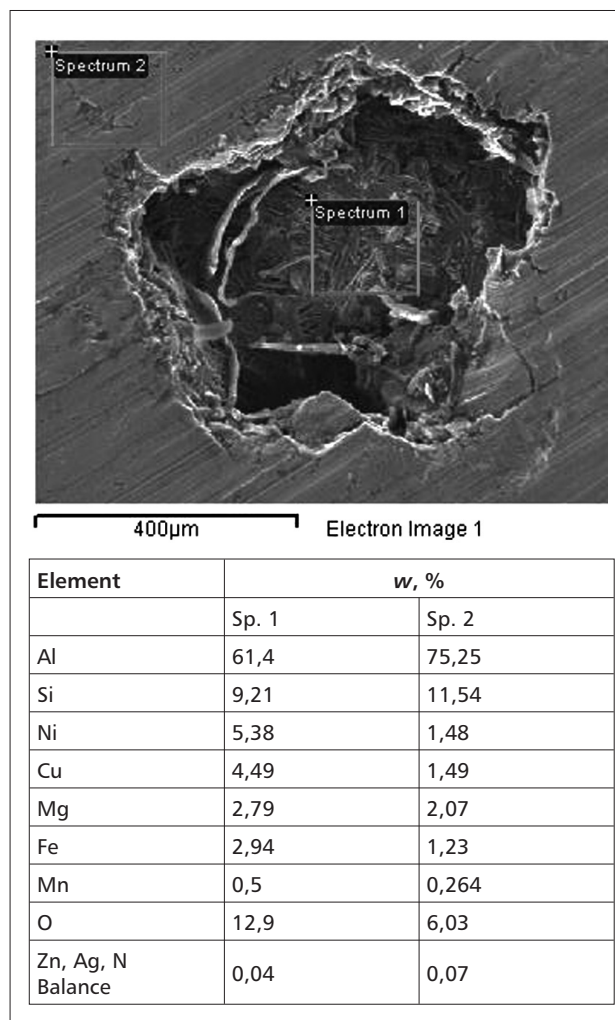 Spectrum 2
Spectrum 1
400µm Electron Image 1
Element w, %
Sp. 1 Sp. 2
Al 61,4 75,25
Si 9,21 11,54
Ni 5,38 1,48
Cu 4,49 1,49
Mg 2,79 2,07
Fe 2,94 1,23
Mn 0,5 0,264
O 12,9 6,03
Zn, Ag, N
Balance 0,04 0,07